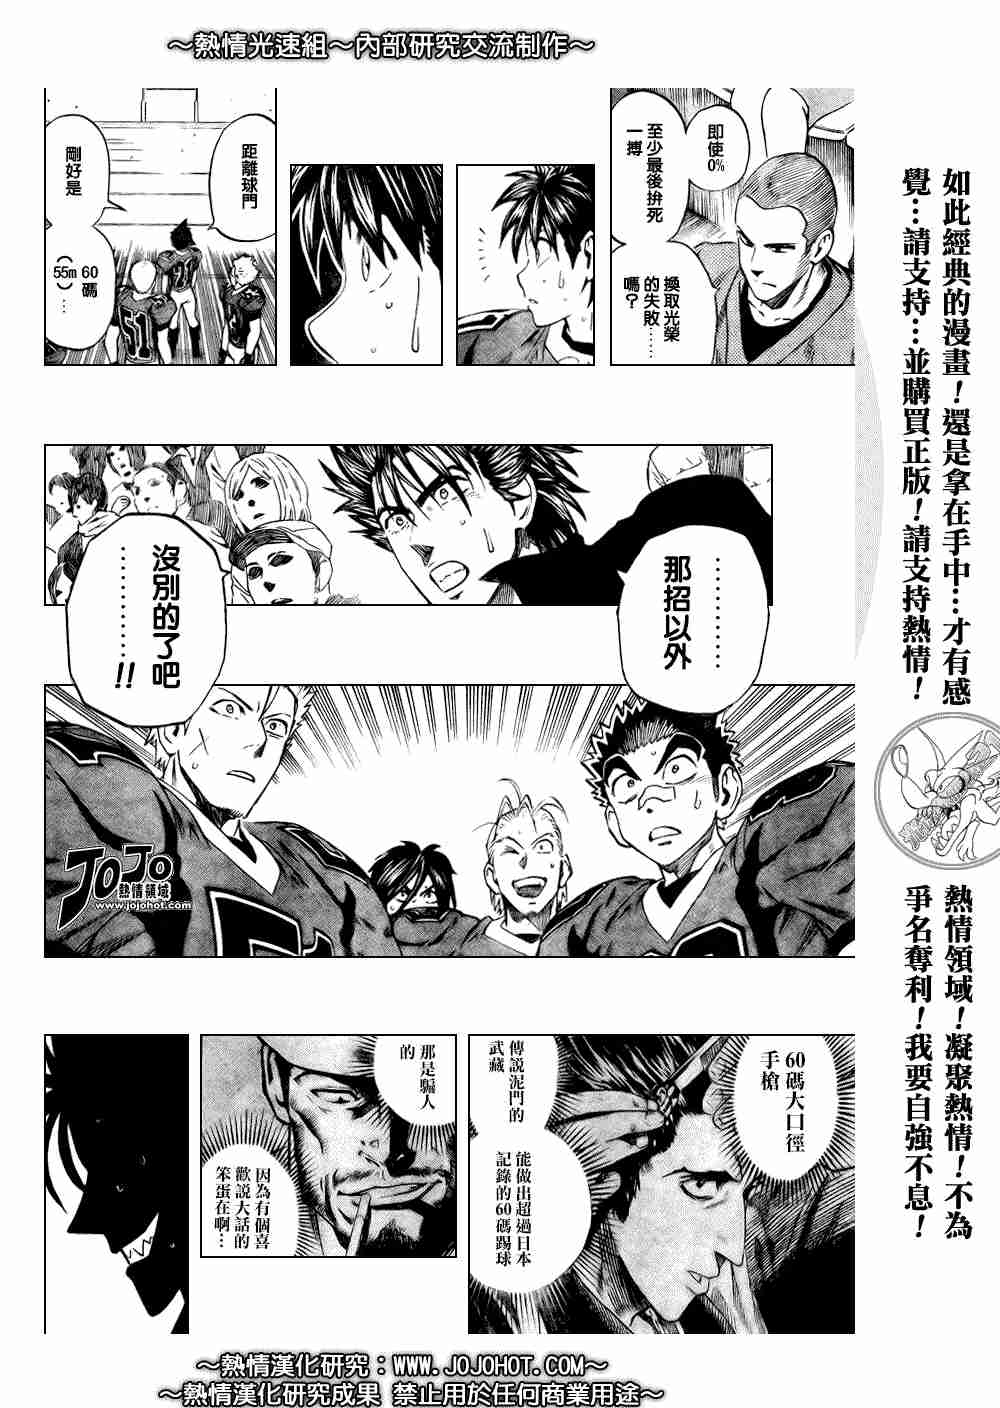 ～熱情光速組～內部研究交流制作～
即使
0%
至少最後拚死
一搏
換取光榮
的失敗……
嗎？
距離球門
剛好是
60碼
（55m）…
………
那招以外
………
沒別的了吧
………!!
51
JoJo
熱情領域
www.jojohot.com
60碼大口徑
手槍
傳說泥門的
武藏
能做出超過日本
記錄的60碼踢球
那是騙人
的
因為有個喜
歡說大話的
笨蛋在啊…
如此經典的漫畫！還是拿在手中…才有感
覺…請支持…並購買正版！請支持熱情！
熱情領域！凝聚熱情！不為
爭名奪利！我要自強不息！
～熱情漢化研究：WWW.JOJOHOT.COM～
～熱情漢化研究成果 禁止用於任何商業用途～